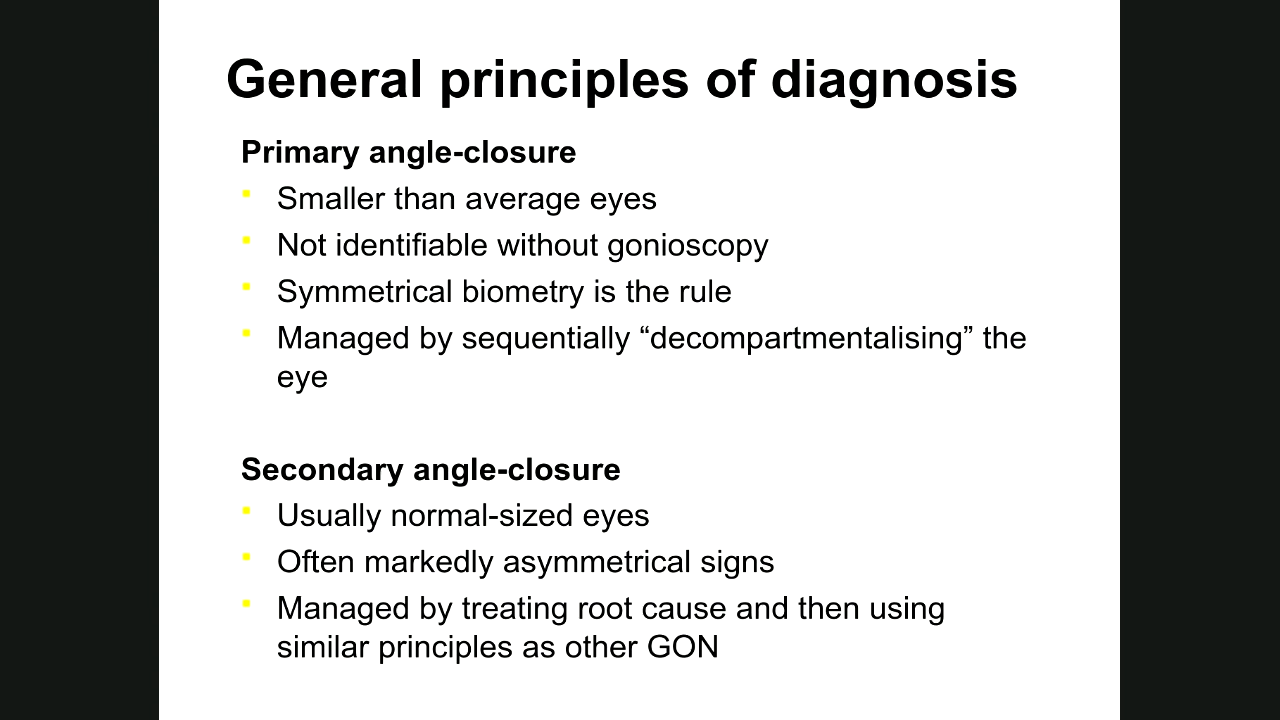 General principles of diagnosis
Primary angle-closure
Smaller than average eyes
Not identifiable without gonioscopy
Symmetrical biometry is the rule
Managed by sequentially “decompartmentalising” the
eye
Secondary angle-closure
Usually normal-sized eyes
Often markedly asymmetrical signs
Managed by treating root cause and then using
similar principles as other GON